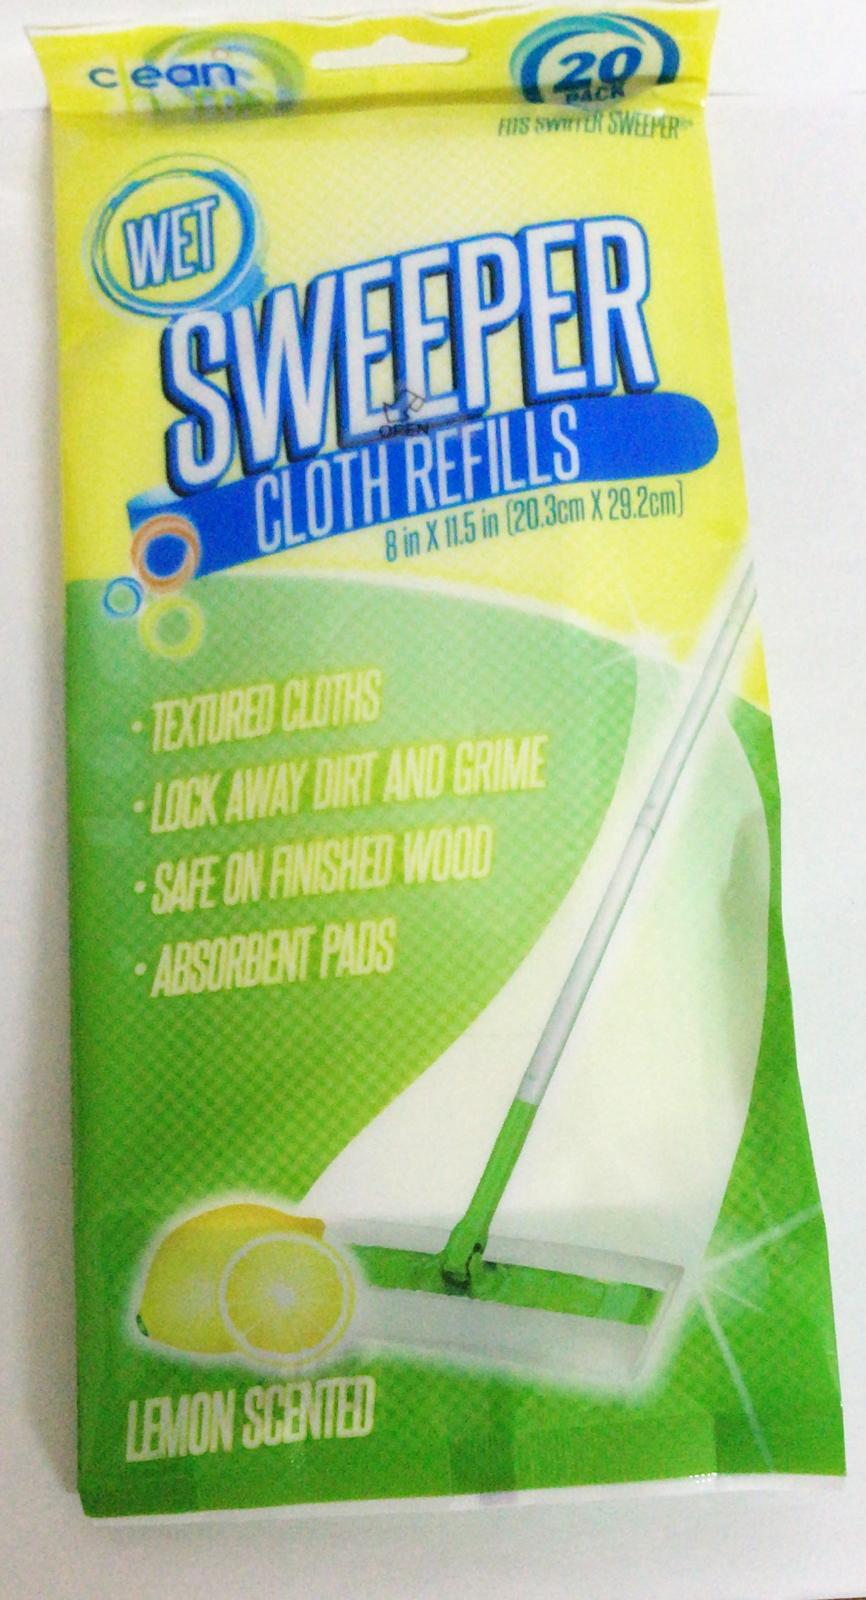 clean
20
PACK
FITS SWIFFER SWEEPER
WET
SWEEPER
OPEN
CLOTH REFILLS
8 in X 11.5 in (20.3cm X 29.2cm)
• TEXTURED CLOTHS
• LOCK AWAY DIRT AND GRIME
• SAFE ON FINISHED WOOD
• ABSORBENT PADS
LEMON SCENTED